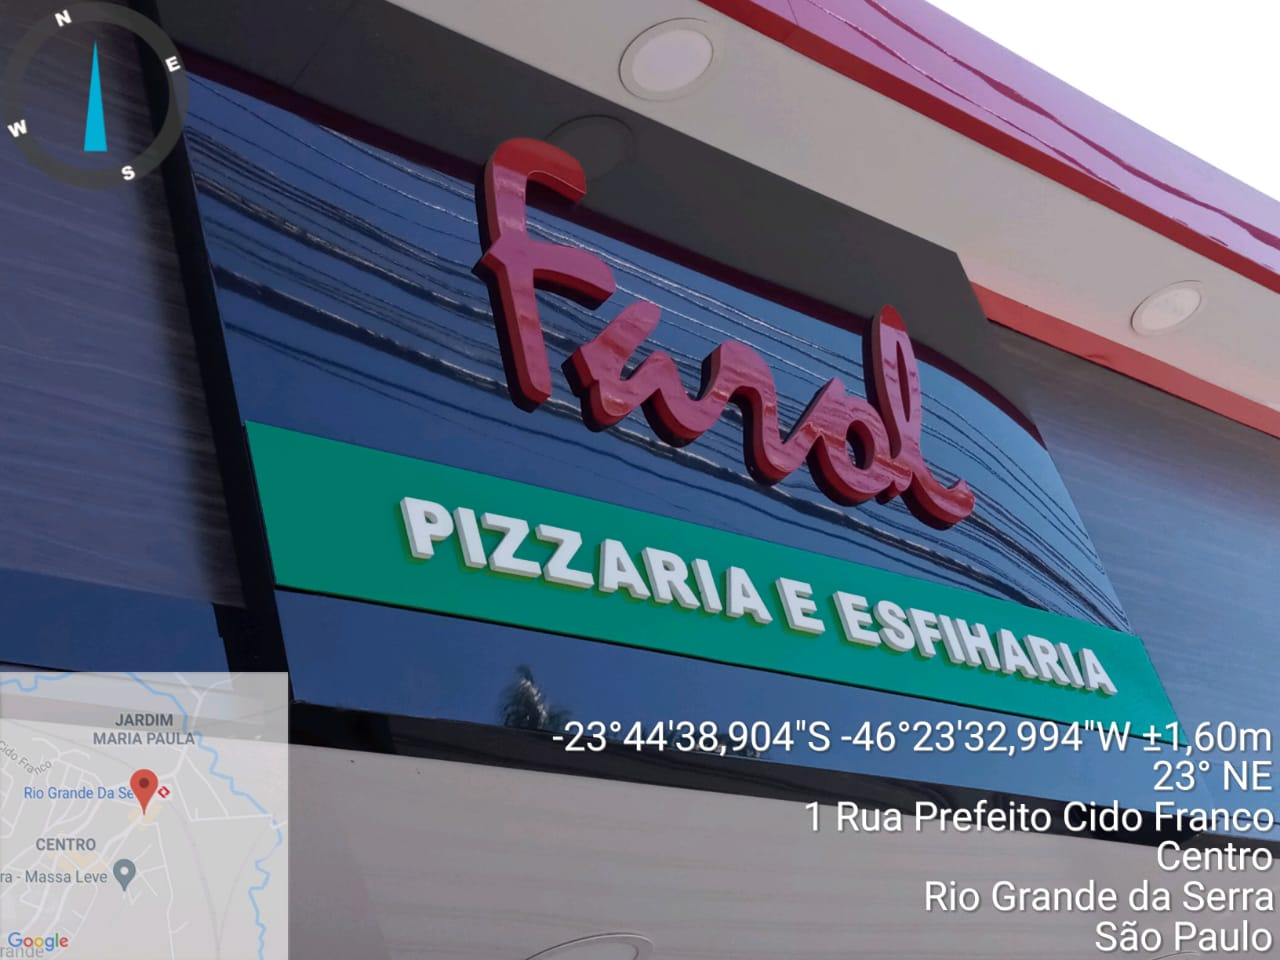 N
E
W
S
Furol
PIZZARIA E ESFIHARIA
-23°44'38,904"S -46°23'32,994"W ±1,60m
23° NE
1 Rua Prefeito Cido Franco
Centro
Rio Grande da Serra
São Paulo
JARDIM
MARIA PAULA
Cido Franco
Rio Grande Da Se
CENTRO
ra - Massa Leve
Google
rande